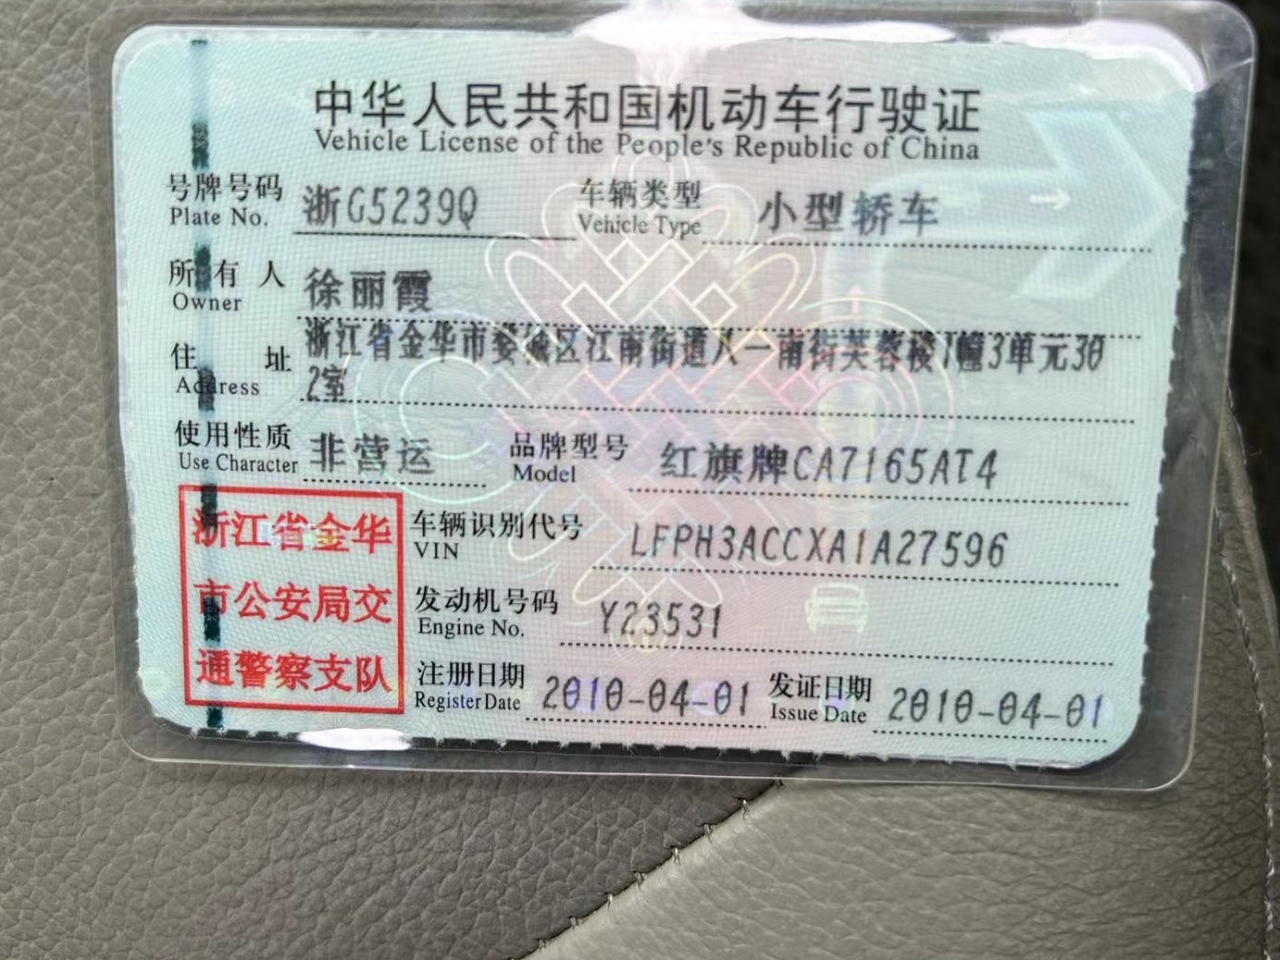 中华人民共和国机动车行驶证
Vehicle License of the People's Republic of China
号牌号码 浙G5239Q 车辆类型 小型轿车
Plate No. Vehicle Type
所有人 徐丽霞
Owner
住址 浙江省金华市婺城区江南街道八一南街芙蓉楼1幢3单元30
Address 2室
使用性质 非营运 品牌型号 红旗牌CA7165AT4
Use Character Model
浙江省金华 车辆识别代号 LFPH3ACCXA1A27596
VIN
市公安局交 发动机号码 Y23531
Engine No.
通警察支队 注册日期 2010-04-01 发证日期 2010-04-01
Register Date Issue Date